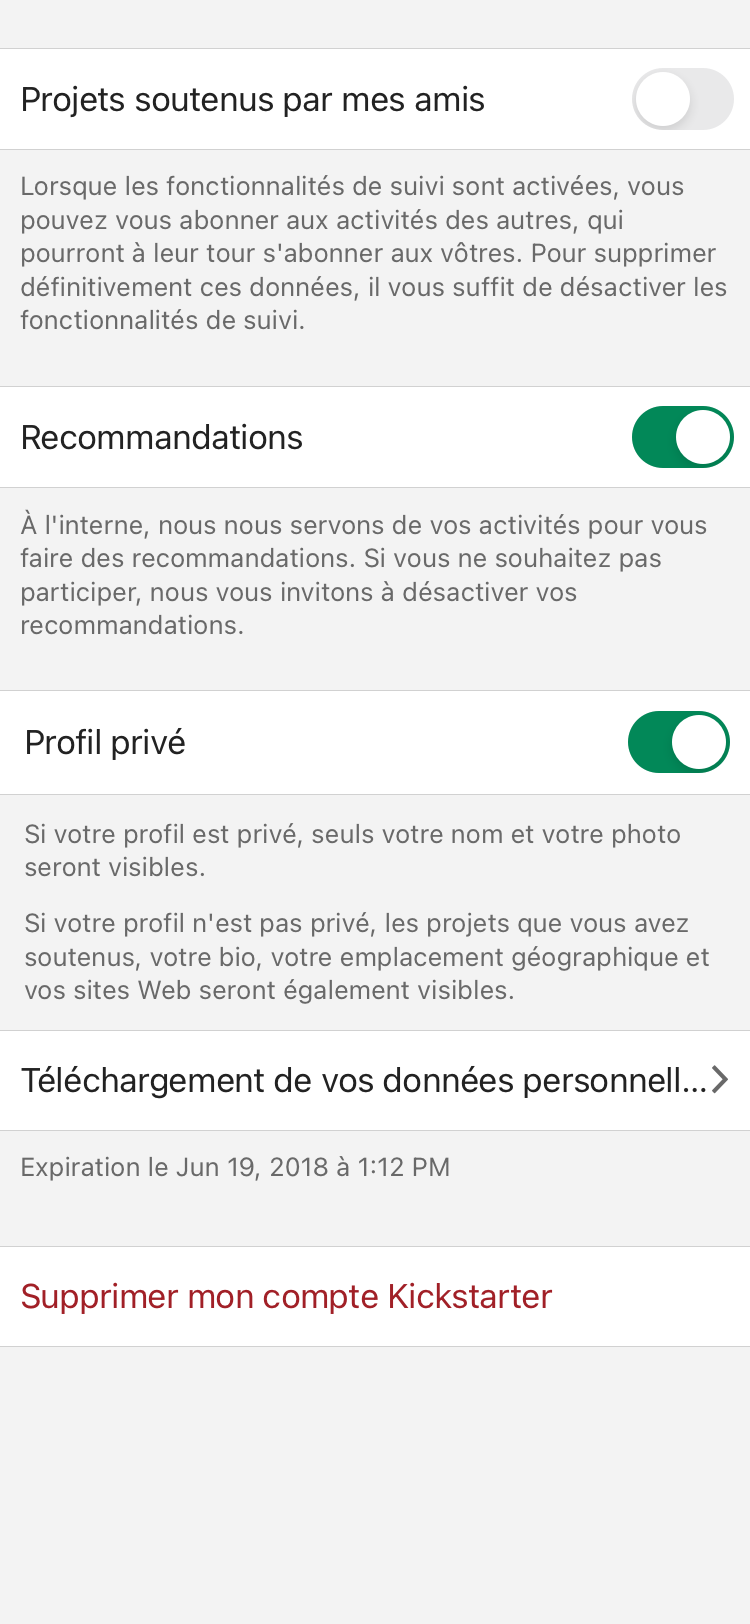 Projets soutenus par mes amis
Lorsque les fonctionnalités de suivi sont activées, vous
pouvez vous abonner aux activités des autres, qui
pourront à leur tour s'abonner aux vôtres. Pour supprimer
définitivement ces données, il vous suffit de désactiver les
fonctionnalités de suivi.
Recommandations
À l'interne, nous nous servons de vos activités pour vous
faire des recommandations. Si vous ne souhaitez pas
participer, nous vous invitons à désactiver vos
recommandations.
Profil privé
Si votre profil est privé, seuls votre nom et votre photo
seront visibles.
Si votre profil n'est pas privé, les projets que vous avez
soutenus, votre bio, votre emplacement géographique et
vos sites Web seront également visibles.
Téléchargement de vos données personnell...
Expiration le Jun 19, 2018 à 1:12 PM
Supprimer mon compte Kickstarter